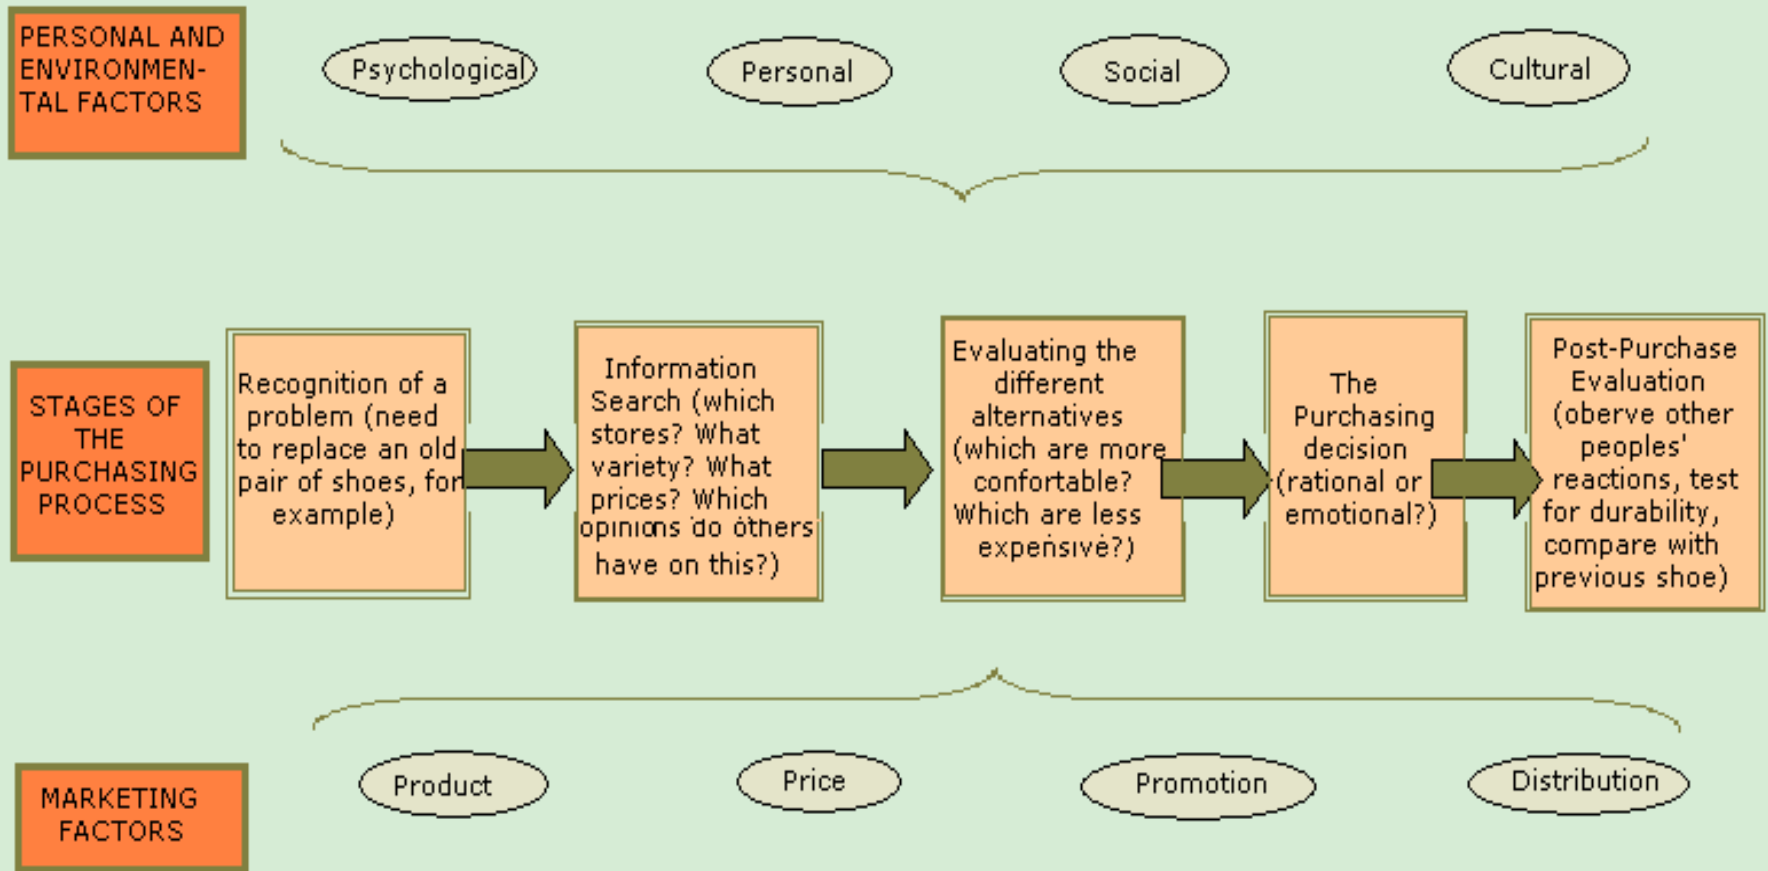 PERSONAL AND
ENVIRONMEN-
TAL FACTORS
Psychological
Personal
Social
Cultural
STAGES OF
THE
PURCHASING
PROCESS
Recognition of a
problem (need
to replace an old
pair of shoes, for
example)
Information
Search (which
stores? What
variety? What
prices? Which
opinions do others
have on this?)
Evaluating the
different
alternatives
(which are more
confortable?
Which are less
expensive?)
The
Purchasing
decision
(rational or
emotional?)
Post-Purchase
Evaluation
(oberve other
peoples'
reactions, test
for durability,
compare with
previous shoe)
MARKETING
FACTORS
Product
Price
Promotion
Distribution